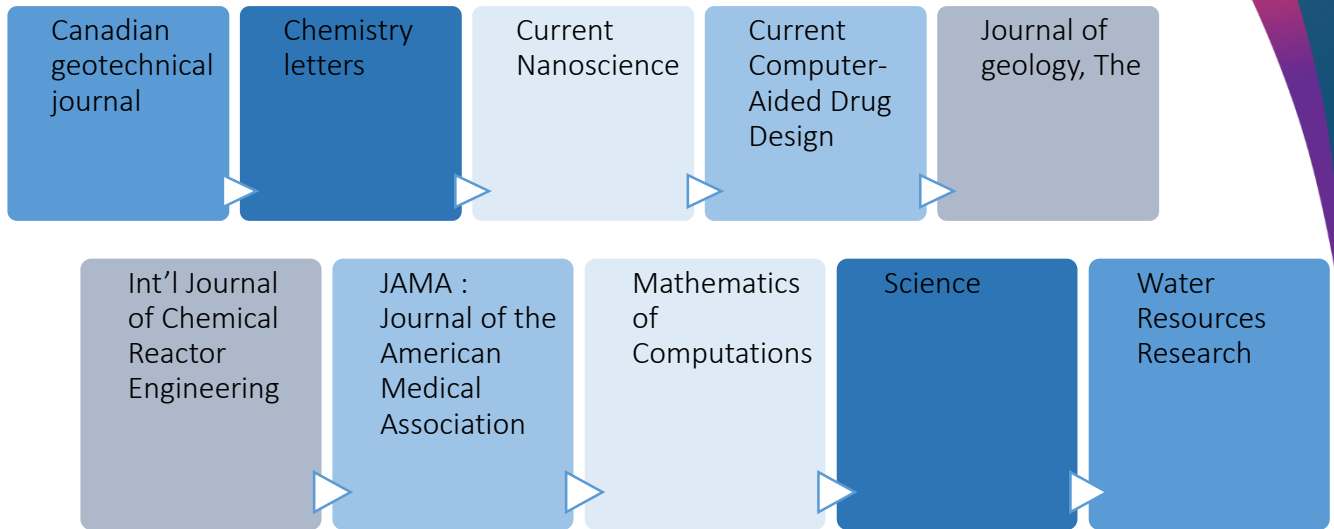 Canadian
geotechnical
journal
Chemistry
letters
Current
Nanoscience
Current
Computer-
Aided Drug
Design
Journal of
geology, The
Int’l Journal
of Chemical
Reactor
Engineering
JAMA :
Journal of the
American
Medical
Association
Mathematics
of
Computations
Science
Water
Resources
Research